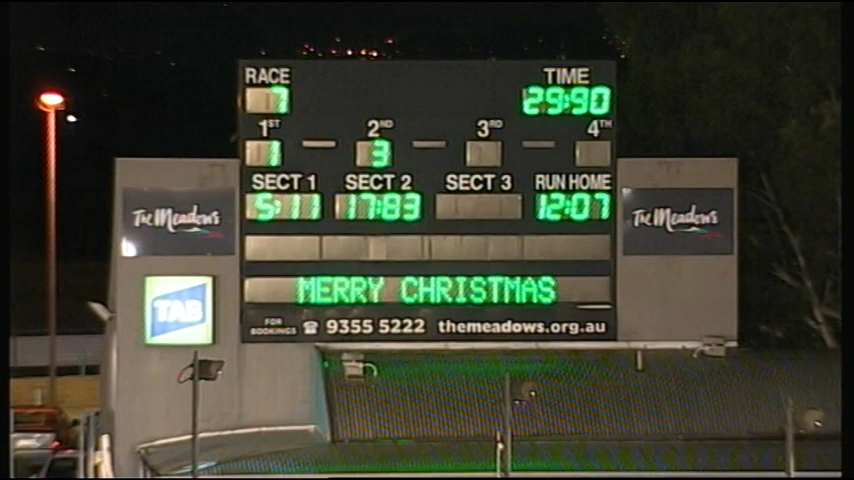 RACE TIME
7 29:90
1ST 2ND 3RD 4TH
1 3
SECT 1 SECT 2 SECT 3 RUN HOME
5:11 17:83 12:07
The Meadows
The Meadows
MERRY CHRISTMAS
TAB
FOR BOOKINGS ☎ 9355 5222 themeadows.org.au